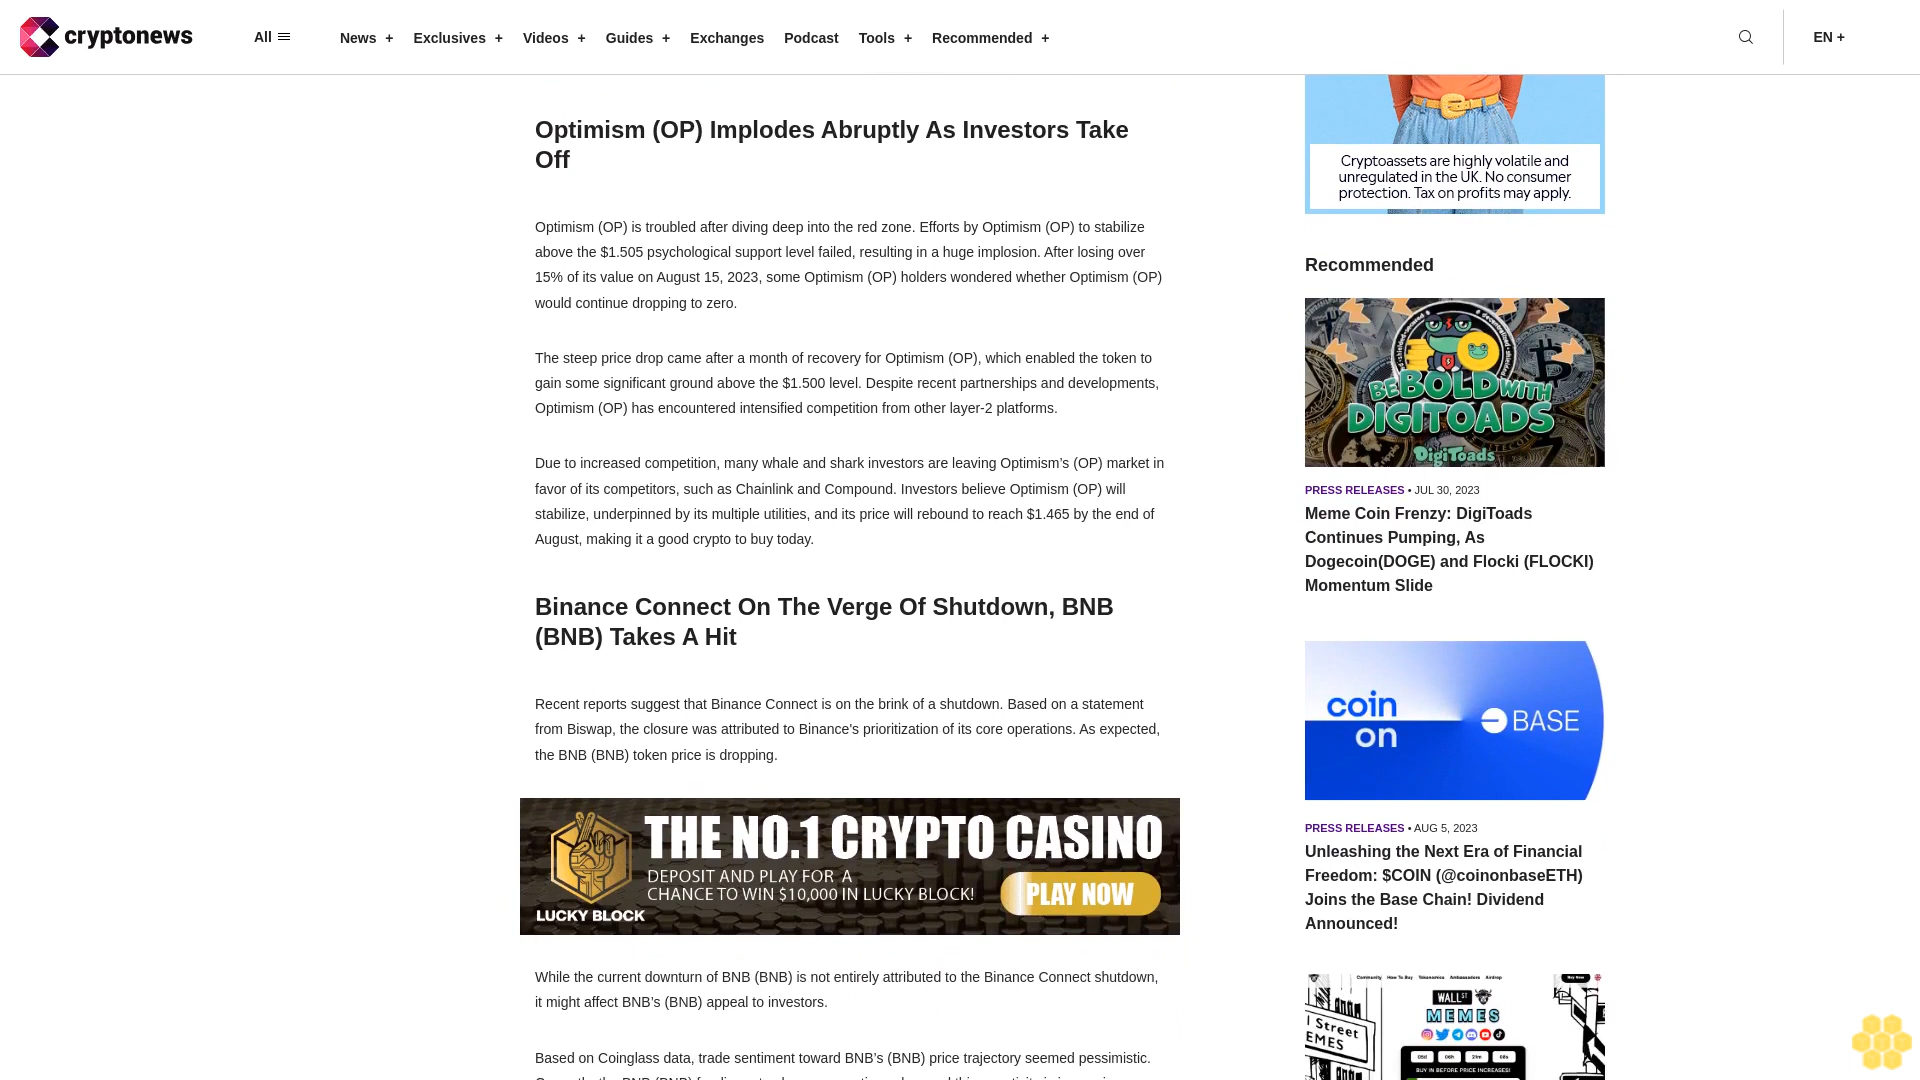 cryptonews
All
News +
Exclusives +
Videos +
Guides +
Exchanges
Podcast
Tools +
Recommended +
EN +
Optimism (OP) Implodes Abruptly As Investors Take
Off
Optimism (OP) is troubled after diving deep into the red zone. Efforts by Optimism (OP) to stabilize
above the $1.505 psychological support level failed, resulting in a huge implosion. After losing over
15% of its value on August 15, 2023, some Optimism (OP) holders wondered whether Optimism (OP)
would continue dropping to zero.
The steep price drop came after a month of recovery for Optimism (OP), which enabled the token to
gain some significant ground above the $1.500 level. Despite recent partnerships and developments,
Optimism (OP) has encountered intensified competition from other layer-2 platforms.
Due to increased competition, many whale and shark investors are leaving Optimism’s (OP) market in
favor of its competitors, such as Chainlink and Compound. Investors believe Optimism (OP) will
stabilize, underpinned by its multiple utilities, and its price will rebound to reach $1.465 by the end of
August, making it a good crypto to buy today.
Binance Connect On The Verge Of Shutdown, BNB
(BNB) Takes A Hit
Recent reports suggest that Binance Connect is on the brink of a shutdown. Based on a statement
from Biswap, the closure was attributed to Binance's prioritization of its core operations. As expected,
the BNB (BNB) token price is dropping.
THE NO.1 CRYPTO CASINO
DEPOSIT AND PLAY FOR A
CHANCE TO WIN $10,000 IN LUCKY BLOCK!
PLAY NOW
LUCKY BLOCK
While the current downturn of BNB (BNB) is not entirely attributed to the Binance Connect shutdown,
it might affect BNB’s (BNB) appeal to investors.
Based on Coinglass data, trade sentiment toward BNB’s (BNB) price trajectory seemed pessimistic.
Cryptoassets are highly volatile and
unregulated in the UK. No consumer
protection. Tax on profits may apply.
Recommended
BE BOLD WITH
DIGITOADS
DigiToads
PRESS RELEASES • JUL 30, 2023
Meme Coin Frenzy: DigiToads
Continues Pumping, As
Dogecoin(DOGE) and Flocki (FLOCKI)
Momentum Slide
coin
on
BASE
PRESS RELEASES • AUG 5, 2023
Unleashing the Next Era of Financial
Freedom: $COIN (@coinonbaseETH)
Joins the Base Chain! Dividend
Announced!
Community How To Buy Tokenomics Ambassadors Airdrop Buy Now
WALL ST
MEMES
Street
EMES
BUY IN BEFORE PRICE INCREASES!